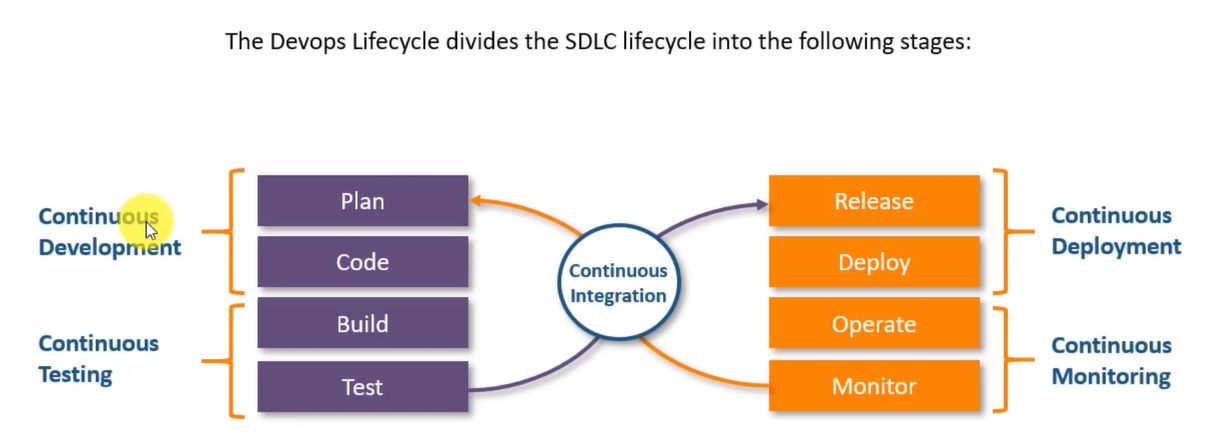 The Devops Lifecycle divides the SDLC lifecycle into the following stages:
Continuous
Development
Plan
Code
Continuous
Testing
Build
Test
Continuous
Integration
Release
Deploy
Continuous
Deployment
Operate
Monitor
Continuous
Monitoring